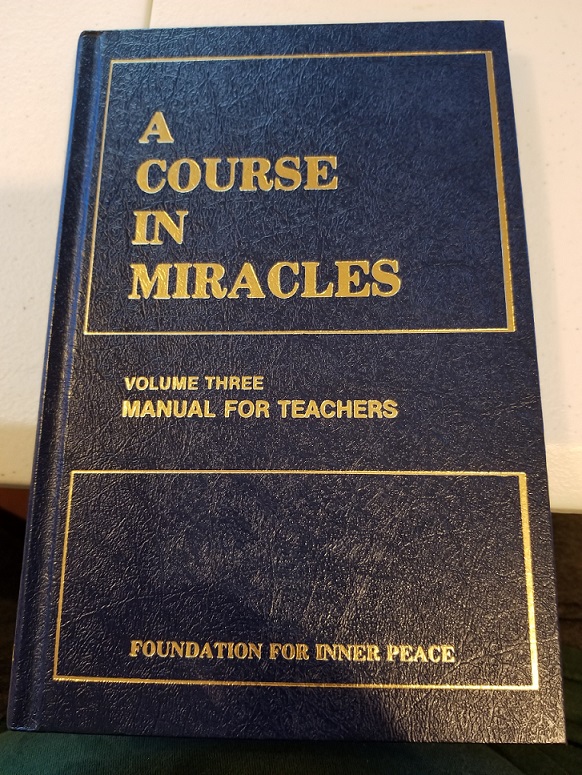 A
COURSE
IN
MIRACLES
VOLUME THREE
MANUAL FOR TEACHERS
FOUNDATION FOR INNER PEACE